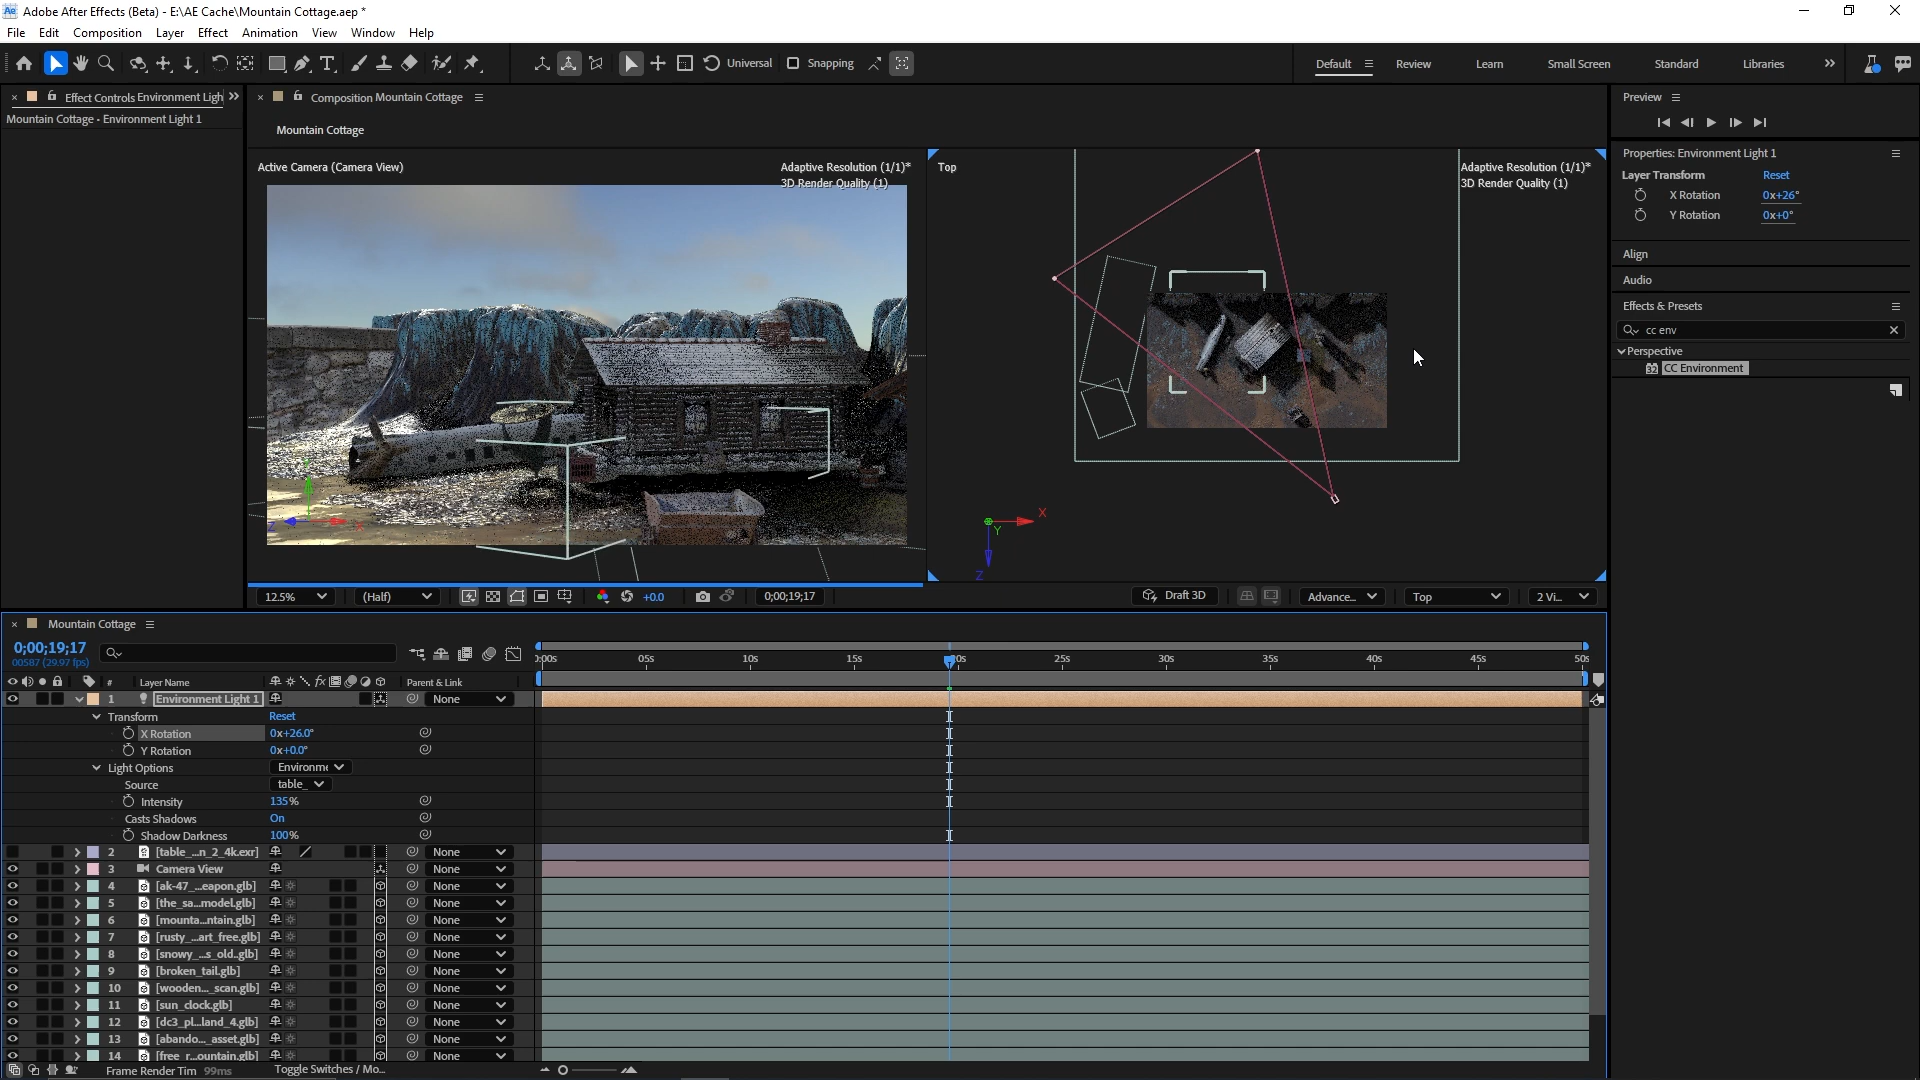 Adobe After Effects (Beta) - E:\AE Cache\Mountain Cottage.aep *
File Edit Composition Layer Effect Animation View Window Help
Universal Snapping Default Review Learn Small Screen Standard Libraries
Effect Controls Environment Ligh
Mountain Cottage - Environment Light 1
Composition Mountain Cottage
Mountain Cottage
Active Camera (Camera View)
Adaptive Resolution (1/1)*
3D Render Quality (1)
Top
Adaptive Resolution (1/1)*
3D Render Quality (1)
X
Y
Z
12.5% (Half) +0.0 0;00;19;17 Draft 3D Advance... Top 2 Vi...
Preview
Properties: Environment Light 1
Layer Transform Reset
X Rotation 0x+26°
Y Rotation 0x+0°
Align
Audio
Effects & Presets
cc env
Perspective
32 CC Environment
Mountain Cottage
0;00;19;17
00587 (29.97 fps)
# Layer Name Parent & Link
:00s 05s 10s 15s 20s 25s 30s 35s 40s 45s 50s
1 Environment Light 1 None
Transform Reset
X Rotation 0x+26.0°
Y Rotation 0x+0.0°
Light Options Environme
Source table_
Intensity 135%
Casts Shadows On
Shadow Darkness 100%
2 [table_...n_2_4k.exr] None
3 Camera View None
4 [ak-47_...eapon.glb] None
5 [the_sa...model.glb] None
6 [mounta...ntain.glb] None
7 [rusty_...art_free.glb] None
8 [snowy_...s_old..glb] None
9 [broken_tail.glb] None
10 [wooden..._scan.glb] None
11 [sun_clock.glb] None
12 [dc3_pl...land_4.glb] None
13 [abando..._asset.glb] None
14 [free_r...ountain.glb] None
Frame Render Tim 99ms Toggle Switches / Mo...